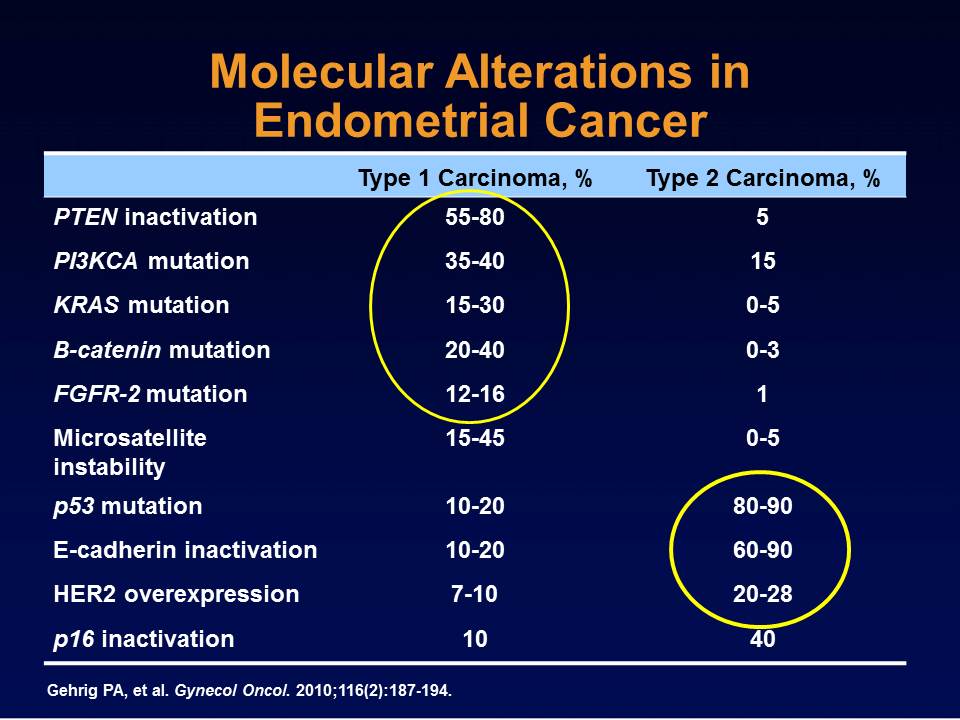 Molecular Alterations in
Endometrial Cancer
Type 1 Carcinoma, % Type 2 Carcinoma, %
PTEN inactivation 55-80 5
PI3KCA mutation 35-40 15
KRAS mutation 15-30 0-5
B-catenin mutation 20-40 0-3
FGFR-2 mutation 12-16 1
Microsatellite 15-45 0-5
instability
p53 mutation 10-20 80-90
E-cadherin inactivation 10-20 60-90
HER2 overexpression 7-10 20-28
p16 inactivation 10 40
Gehrig PA, et al. Gynecol Oncol. 2010;116(2):187-194.